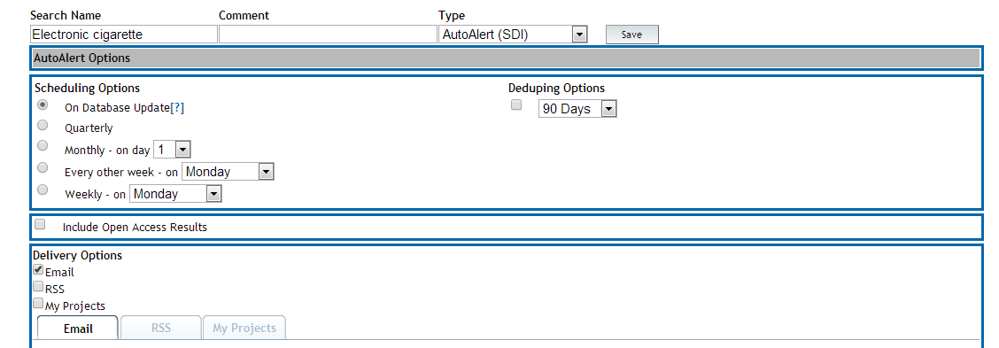 Search Name Comment Type
Electronic cigarette AutoAlert (SDI) Save
AutoAlert Options
Scheduling Options Deduping Options
On Database Update[?] 90 Days
Quarterly
Monthly - on day 1
Every other week - on Monday
Weekly - on Monday
Include Open Access Results
Delivery Options
Email
RSS
My Projects
Email RSS My Projects